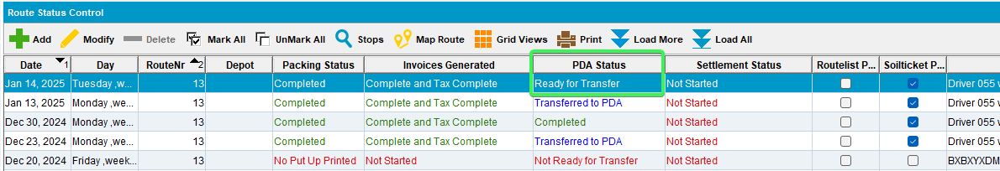 Route Status Control
Add Modify Delete Mark All UnMark All Stops Map Route Grid Views Print Load More Load All
Date 1 Day RouteNr 2 Depot Packing Status Invoices Generated PDA Status Settlement Status Routelist P... Soilticket P...
Jan 14, 2025 Tuesday ,w... 13 Completed Complete and Tax Complete Ready for Transfer Not Started Driver 055 v
Jan 13, 2025 Monday ,we... 13 Completed Complete and Tax Complete Transferred to PDA Not Started Driver 055 v
Dec 30, 2024 Monday ,we... 13 Completed Complete and Tax Complete Completed Not Started Driver 055 v
Dec 23, 2024 Monday ,we... 13 Completed Complete and Tax Complete Transferred to PDA Not Started Driver 055 v
Dec 20, 2024 Friday ,week... 13 No Put Up Printed Not Started Not Ready for Transfer Not Started BXBXYXDM